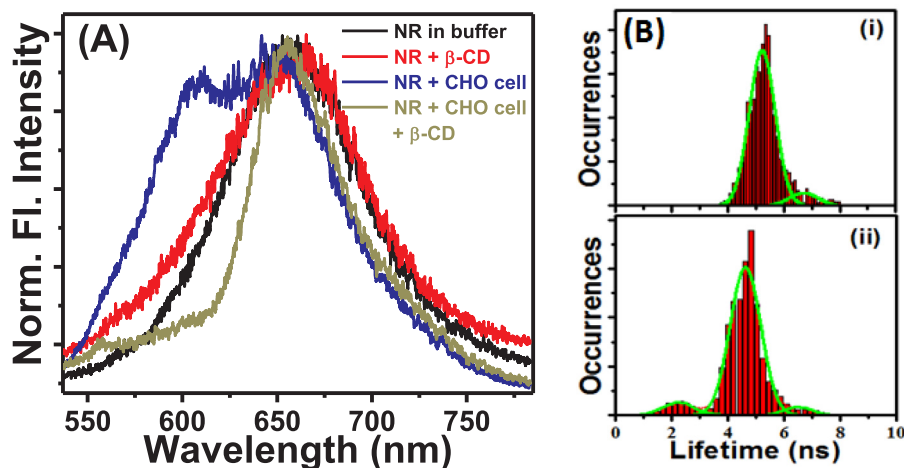 (A)
NR in buffer
NR + β-CD
NR + CHO cell
NR + CHO cell
+ β-CD
Norm. Fl. Intensity
550 600 650 700 750
Wavelength (nm)
(B)
(i)
Occurrences
(ii)
Occurrences
0 2 4 6 8 10
Lifetime (ns)